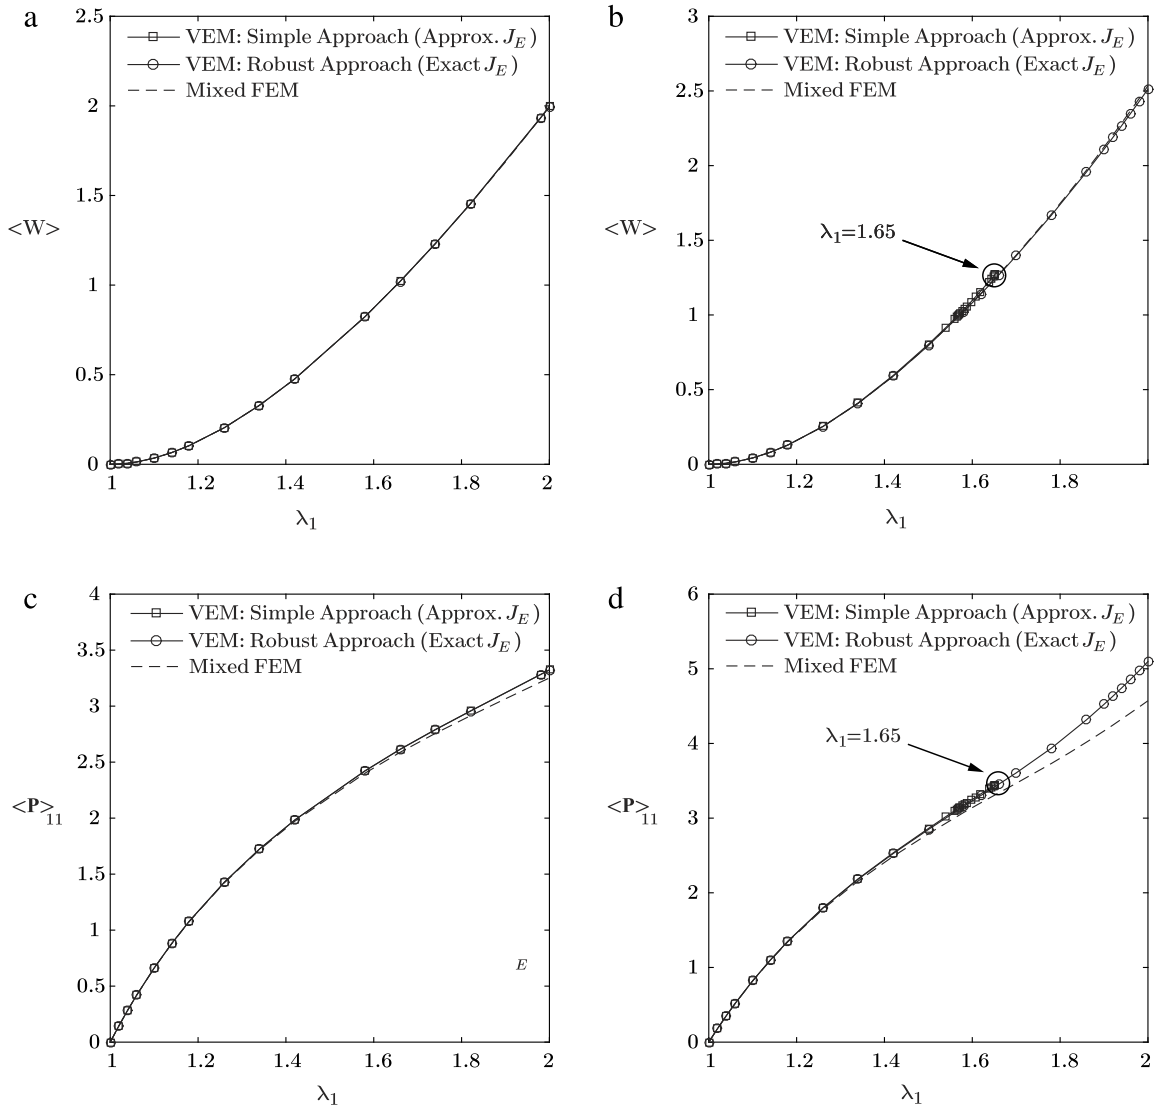 a
2.5
VEM: Simple Approach (Approx. J_E)
VEM: Robust Approach (Exact J_E)
Mixed FEM
2
1.5
<W>
1
0.5
0
1 1.2 1.4 1.6 1.8 2
λ1
b
3
VEM: Simple Approach (Approx. J_E)
VEM: Robust Approach (Exact J_E)
Mixed FEM
2.5
2
λ1=1.65
<W>
1.5
1
0.5
0
1 1.2 1.4 1.6 1.8 2
λ1
c
4
VEM: Simple Approach (Approx. J_E)
VEM: Robust Approach (Exact J_E)
Mixed FEM
3.5
3
2.5
<P>11
2
1.5
1
E
0.5
0
1 1.2 1.4 1.6 1.8 2
λ1
d
6
VEM: Simple Approach (Approx. J_E)
VEM: Robust Approach (Exact J_E)
Mixed FEM
5
λ1=1.65
4
<P>11
3
2
1
0
1 1.2 1.4 1.6 1.8 2
λ1